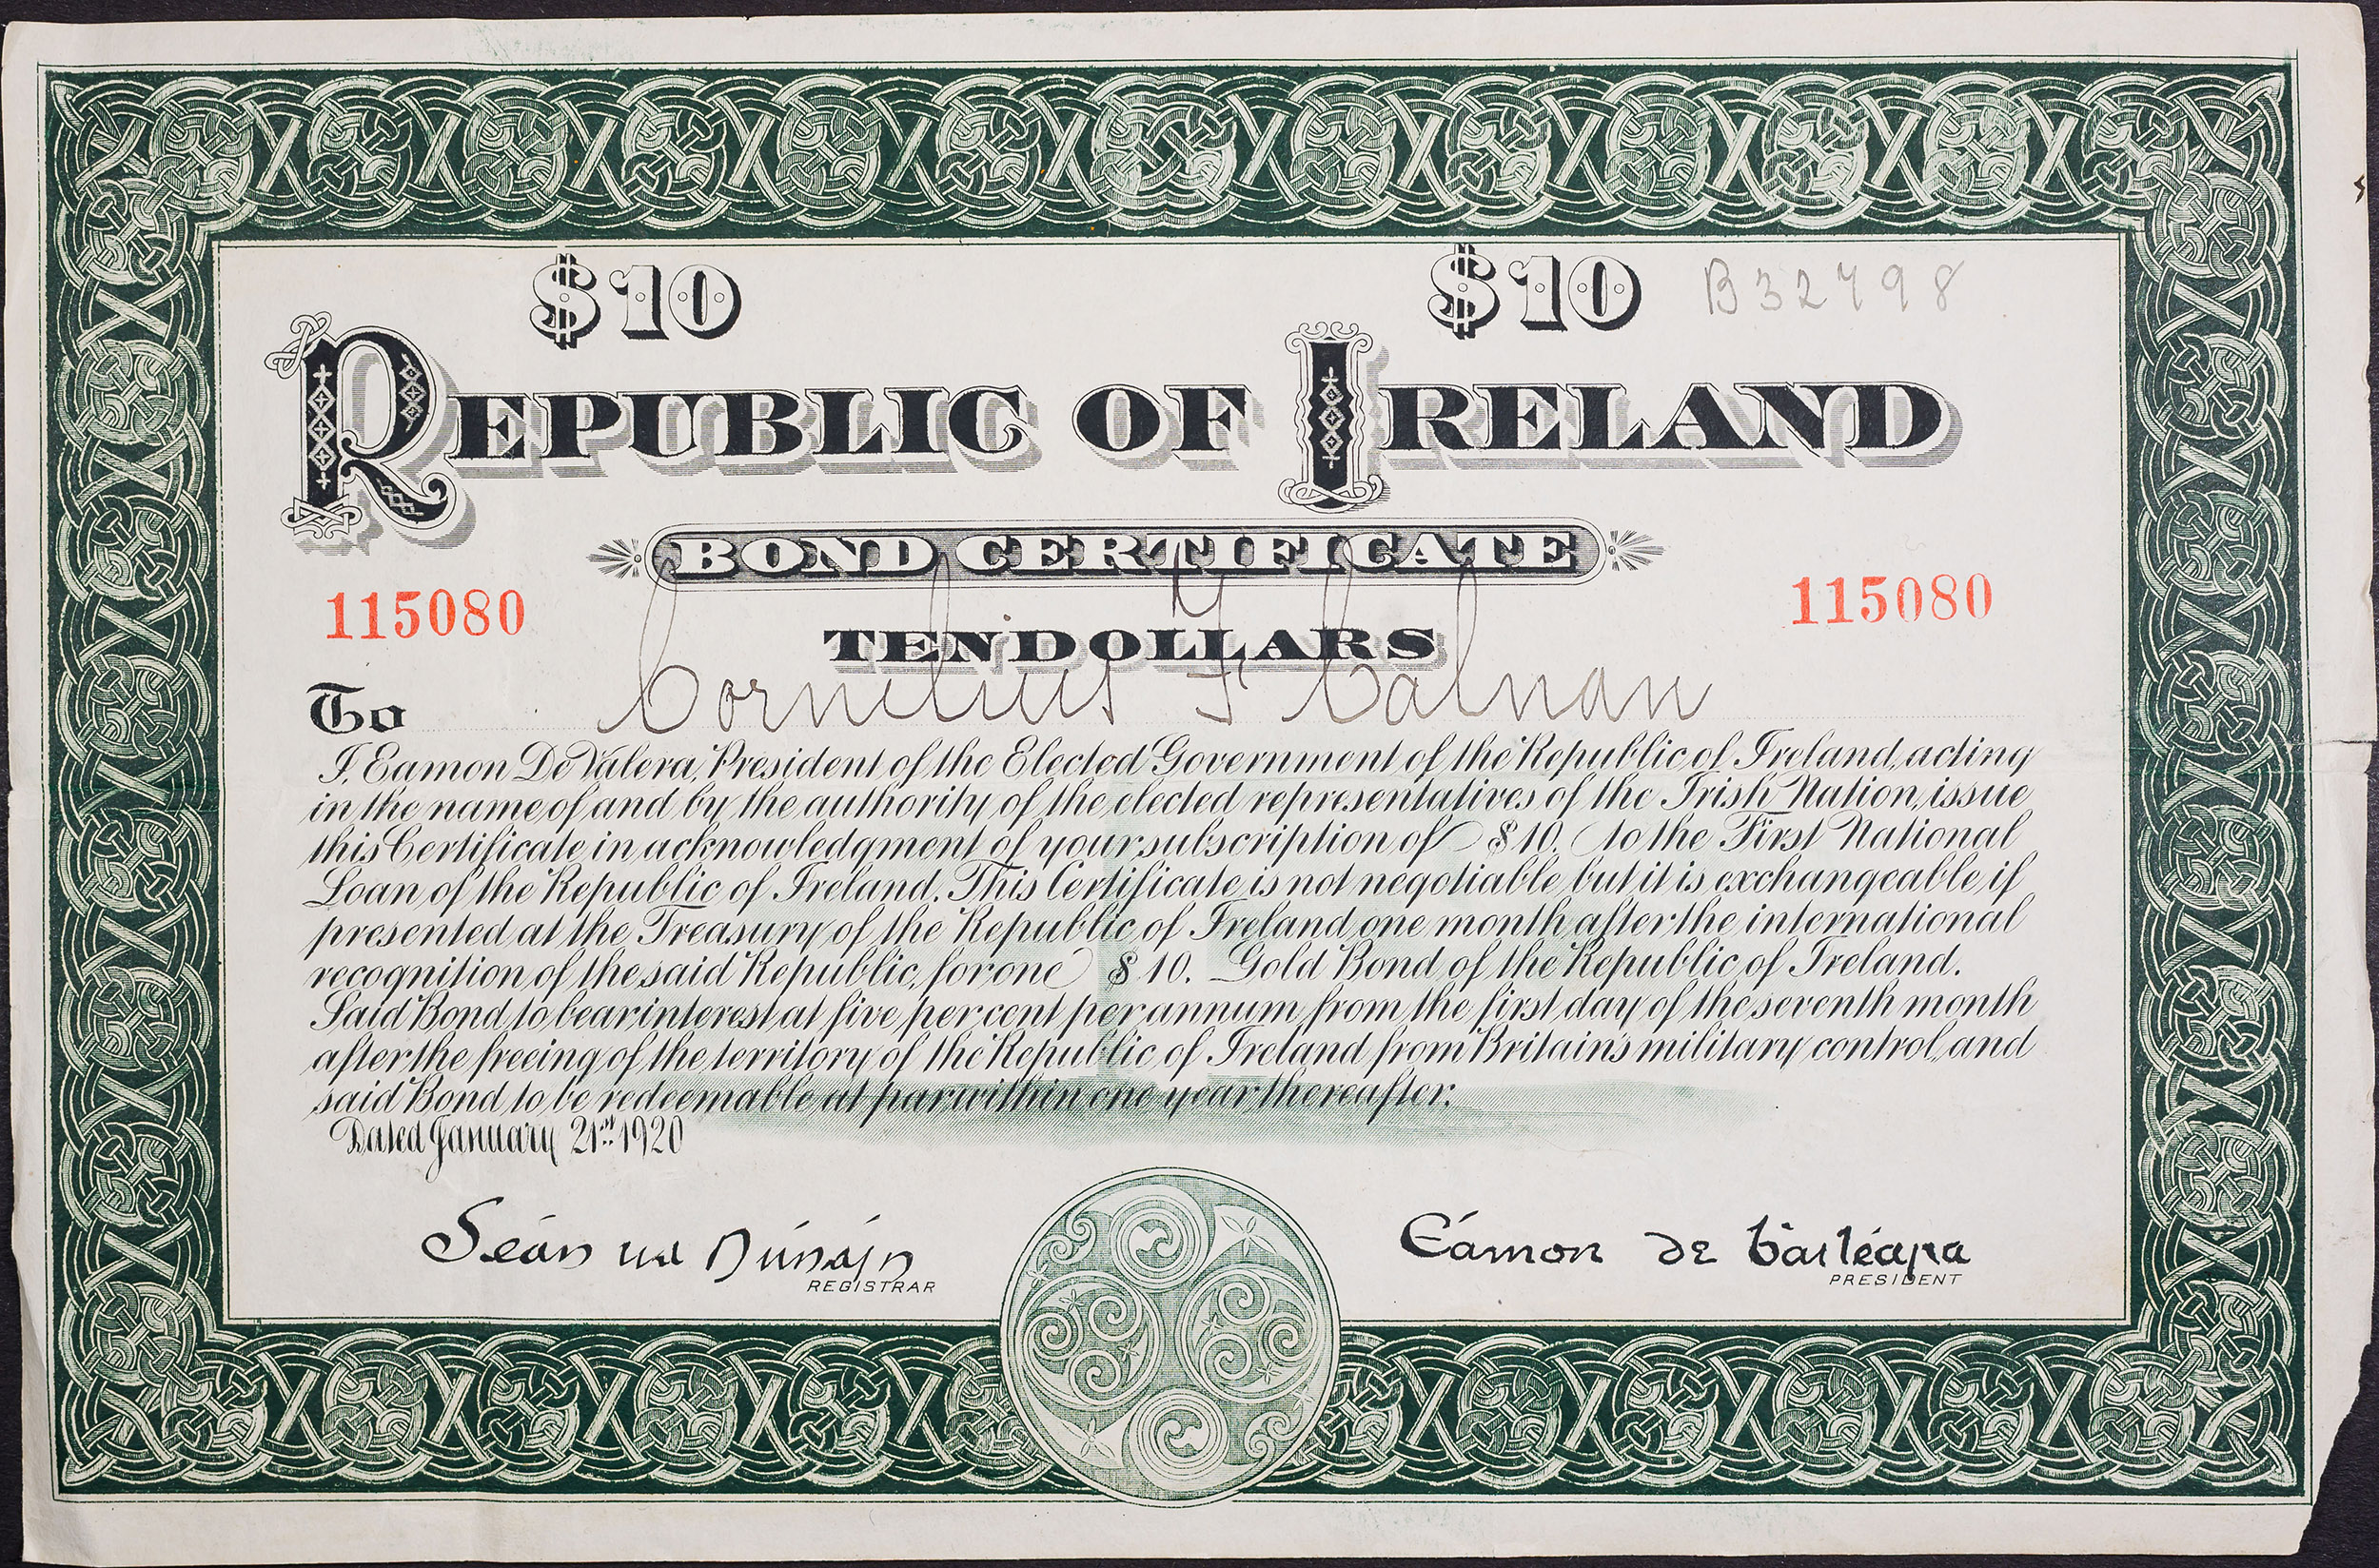 $10 $10 B32498
REPUBLIC OF IRELAND
BOND CERTIFICATE
115080 115080
TEN DOLLARS
To Cornelius F Calnan
I, Eamon De Valera, President of the Elected Government of the Republic of Ireland, acting
in the name of and by the authority of the elected representatives of the Irish Nation, issue
this Certificate in acknowledgment of your subscription of $10. to the First National
Loan of the Republic of Ireland. This Certificate is not negotiable but it is exchangeable if
presented at the Treasury of the Republic of Ireland one month after the international
recognition of the said Republic, for one $10. Gold Bond of the Republic of Ireland.
Said Bond to bear interest at five per cent per annum from the first day of the seventh month
after the freeing of the territory of the Republic of Ireland from Britain's military control, and
said Bond to be redeemable at par within one year thereafter.
Dated January 21st 1920
Seán
REGISTRAR
Éamon de
PRESIDENT